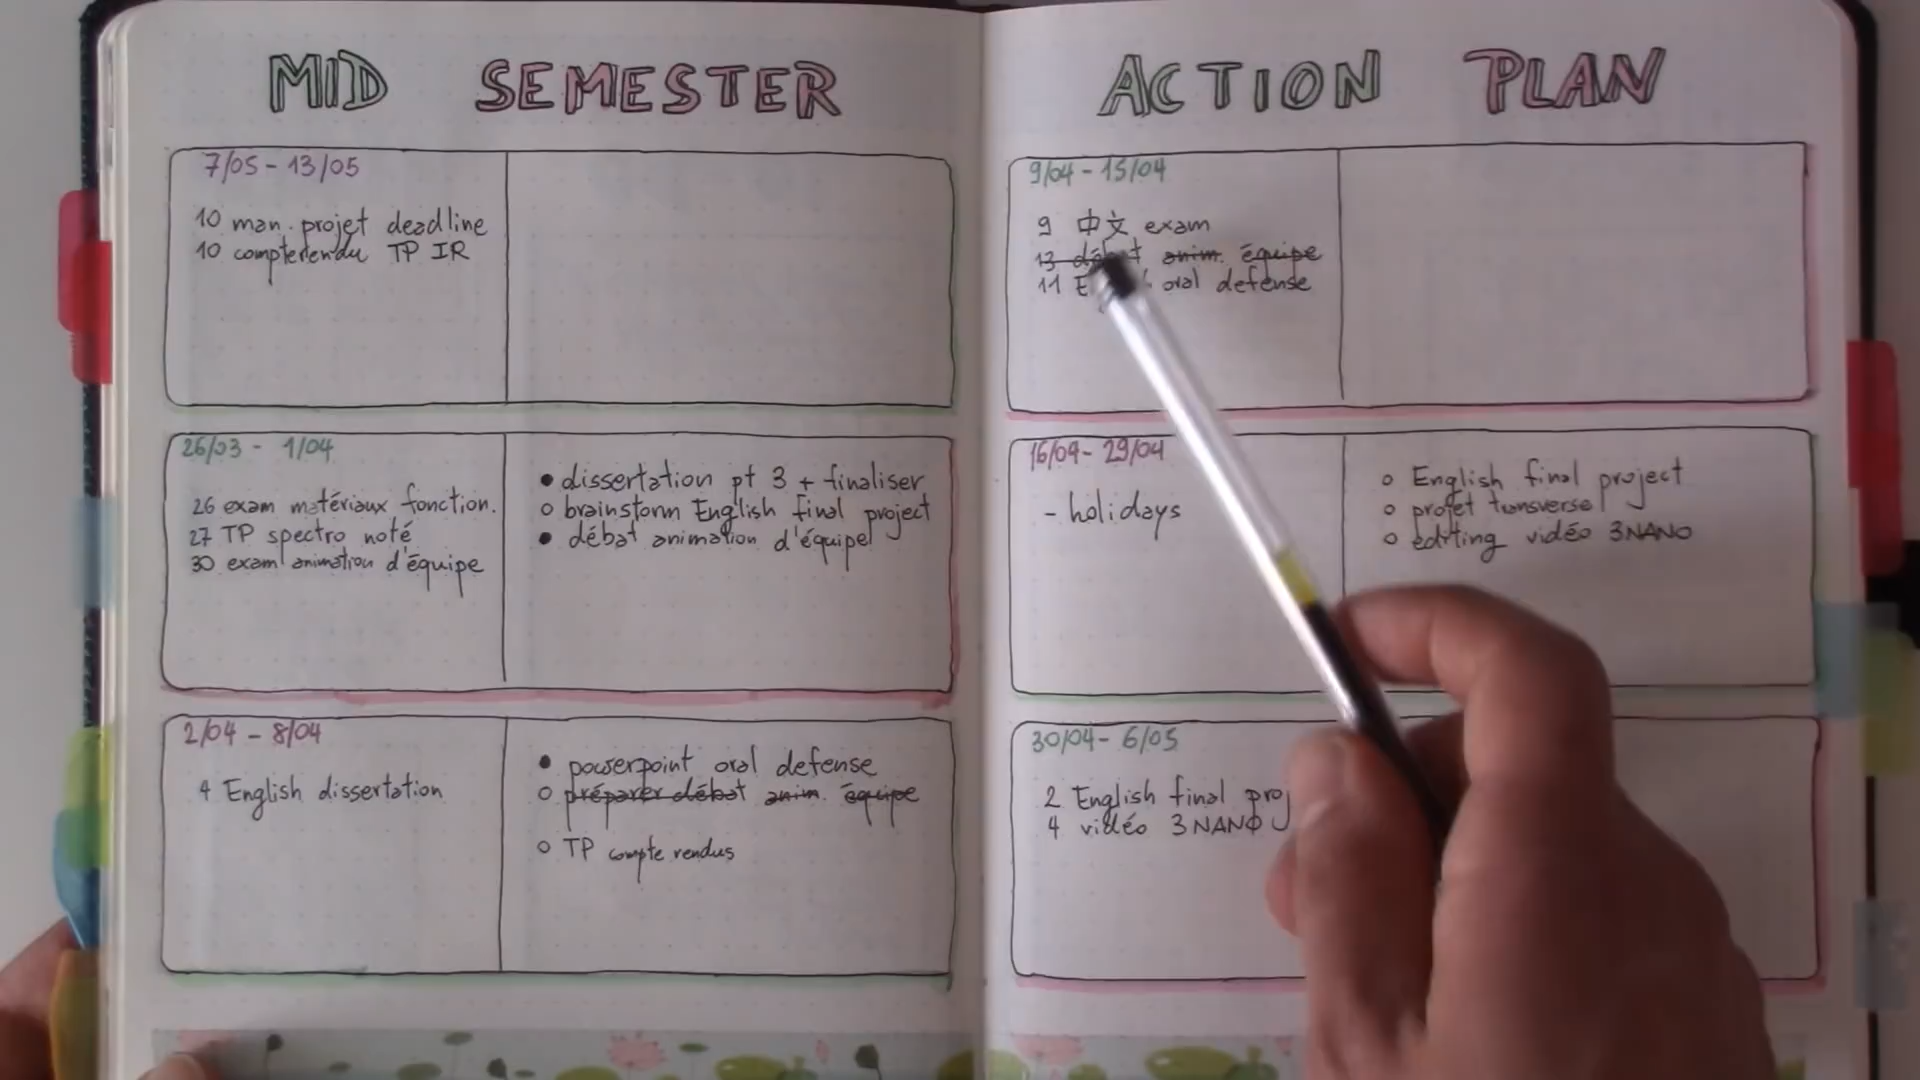 MID SEMESTER
7/05 - 13/05
10 man. projet deadline
10 compterendu TP IR
26/03 - 1/04
26 exam matériaux fonction.
27 TP spectro noté
30 exam animation d'équipe
• dissertation pt 3 + finaliser
o brainstorm English final project
• débat animation d'équipe
2/04 - 8/04
4 English dissertation
• powerpoint oral defense
o préparer débat anim. équipe
o TP compte rendus
ACTION PLAN
9/04 - 15/04
9 中文 exam
13 débat anim. équipe
11 oral defense
16/04 - 29/04
- holidays
o English final project
o projet transverse
o editing vidéo 3NANO
30/04 - 6/05
2 English final proj
4 vidéo 3NANO